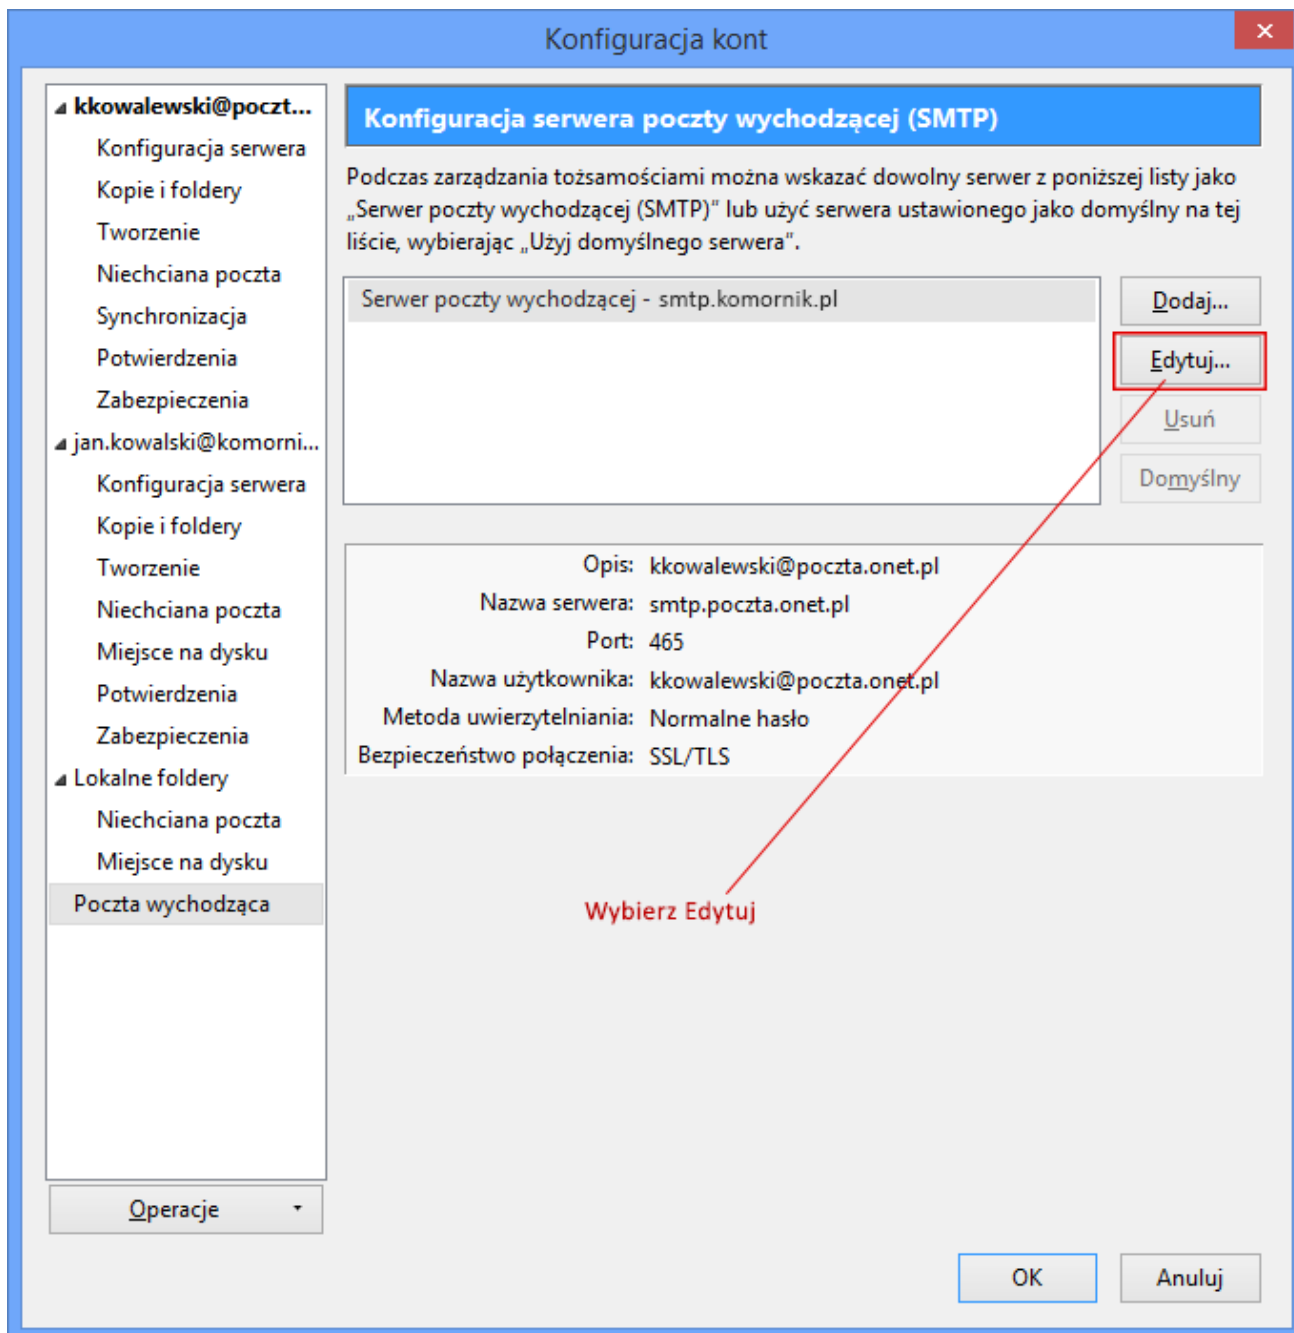 Konfiguracja kont
kkowalewski@poczt...
Konfiguracja serwera
Kopie i foldery
Tworzenie
Niechciana poczta
Synchronizacja
Potwierdzenia
Zabezpieczenia
jan.kowalski@komorni...
Konfiguracja serwera
Kopie i foldery
Tworzenie
Niechciana poczta
Miejsce na dysku
Potwierdzenia
Zabezpieczenia
Lokalne foldery
Niechciana poczta
Miejsce na dysku
Poczta wychodząca
Operacje
Konfiguracja serwera poczty wychodzącej (SMTP)
Podczas zarządzania tożsamościami można wskazać dowolny serwer z poniższej listy jako
„Serwer poczty wychodzącej (SMTP)” lub użyć serwera ustawionego jako domyślny na tej
liście, wybierając „Użyj domyślnego serwera”.
Serwer poczty wychodzącej - smtp.komornik.pl
Dodaj...
Edytuj...
Usuń
Domyślny
Opis: kkowalewski@poczta.onet.pl
Nazwa serwera: smtp.poczta.onet.pl
Port: 465
Nazwa użytkownika: kkowalewski@poczta.onet.pl
Metoda uwierzytelniania: Normalne hasło
Bezpieczeństwo połączenia: SSL/TLS
Wybierz Edytuj
OK
Anuluj